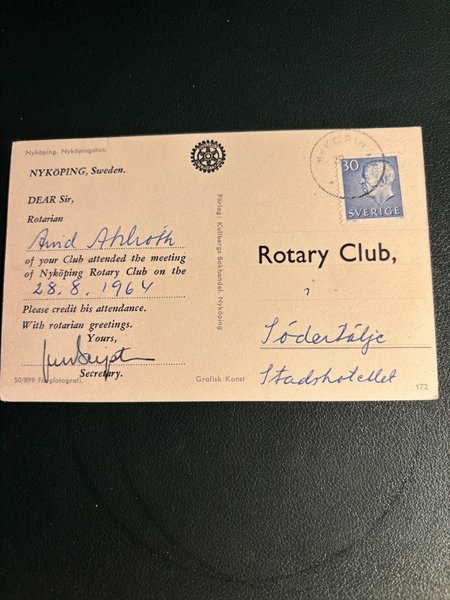 Nyköping. Nyköpingshus.
NYKÖPING, Sweden.
DEAR Sir,
Rotarian
Arvid Ahlroth
of your Club attended the meeting
of Nyköping Rotary Club on the
28.8.1964
Please credit his attendance.
With rotarian greetings.
Yours,
Secretary.
50/899 Färgfotografi.
Förlag: Kullbergs Bokhandel, Nyköping
Grafisk Konst
NYKÖPING
30
SVERIGE
Rotary Club,
i
Södertälje
Stadshotellet
172